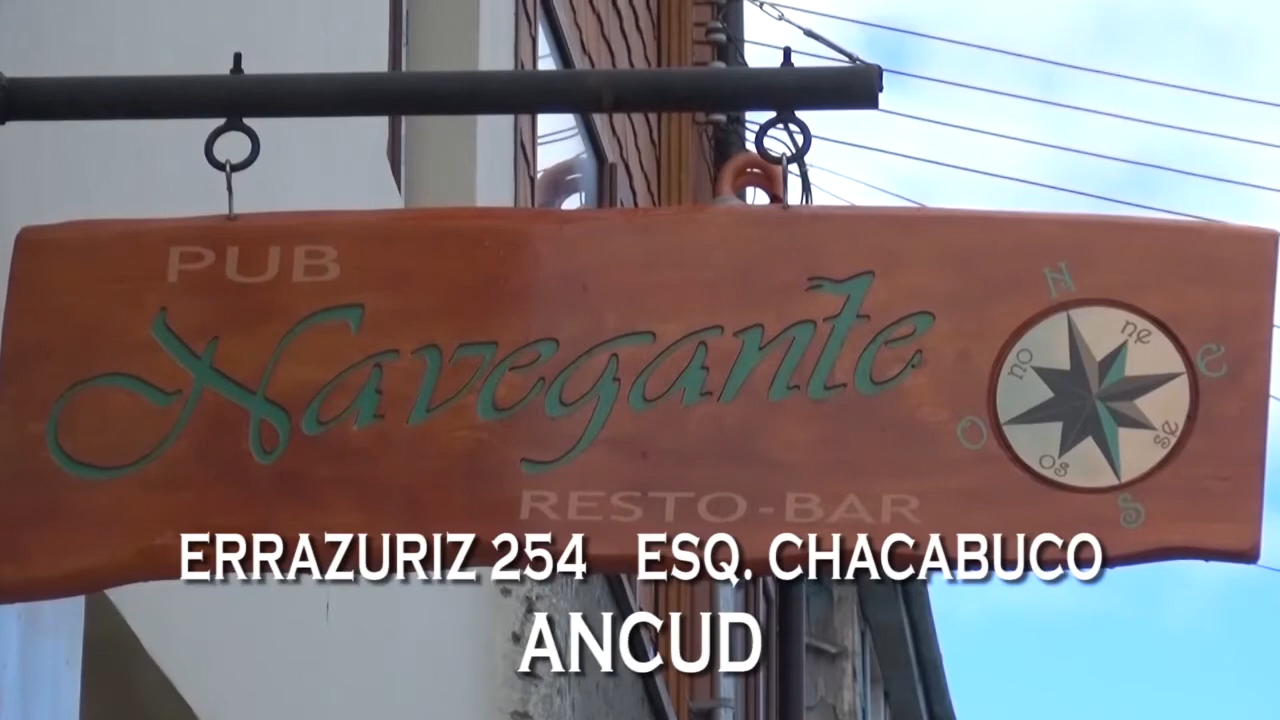 PUB
Navegante
RESTO-BAR
N
ne
E
se
S
os
O
no
ERRAZURIZ 254 ESQ. CHACABUCO
ANCUD